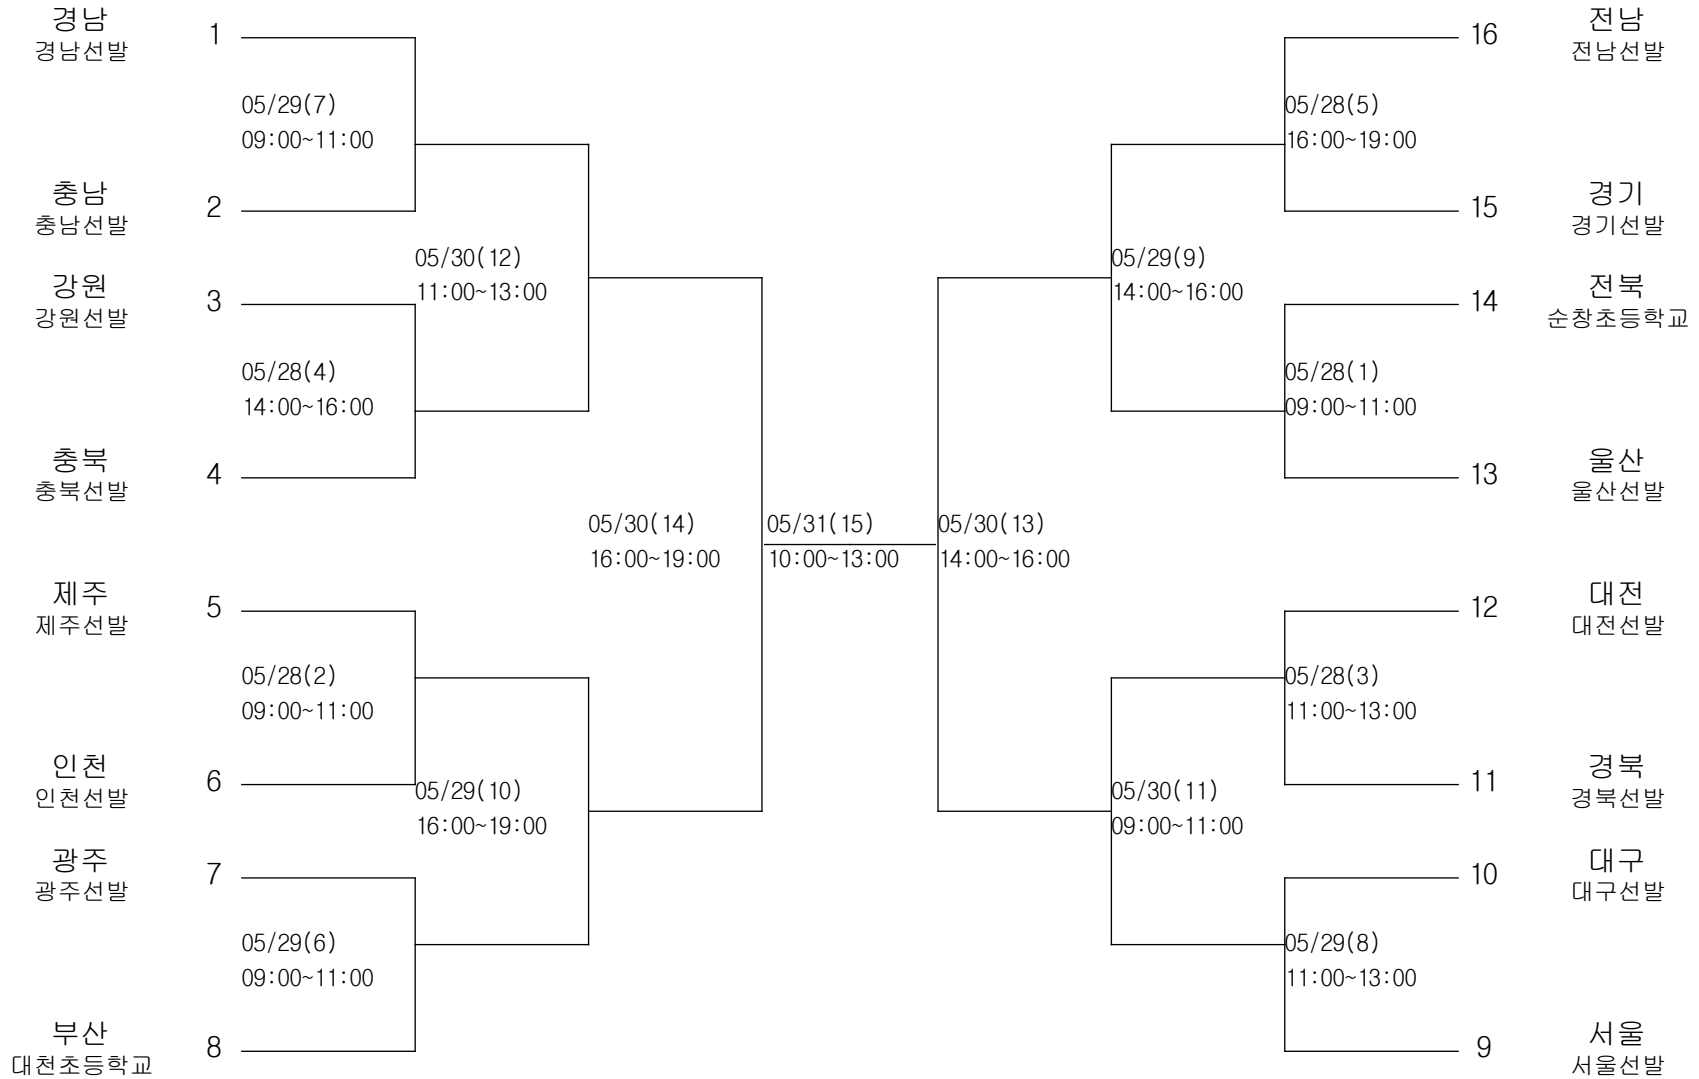 경남
경남선발
1
05/29(7)
09:00~11:00
충남
충남선발
2
05/30(12)
11:00~13:00
강원
강원선발
3
05/28(4)
14:00~16:00
충북
충북선발
4
05/30(14)
16:00~19:00
제주
제주선발
5
05/28(2)
09:00~11:00
인천
인천선발
6
05/29(10)
16:00~19:00
광주
광주선발
7
05/29(6)
09:00~11:00
부산
대천초등학교
8
05/31(15)
10:00~13:00
16
전남
전남선발
05/28(5)
16:00~19:00
15
경기
경기선발
05/29(9)
14:00~16:00
14
전북
순창초등학교
05/28(1)
09:00~11:00
13
울산
울산선발
05/30(13)
14:00~16:00
12
대전
대전선발
05/28(3)
11:00~13:00
11
경북
경북선발
05/30(11)
09:00~11:00
10
대구
대구선발
05/29(8)
11:00~13:00
9
서울
서울선발